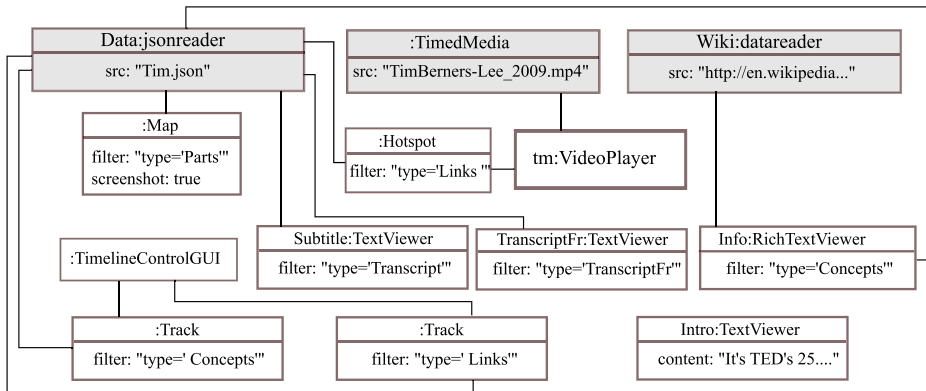 Data:jsonreader
src: "Tim.json"
:TimedMedia
src: "TimBerners-Lee_2009.mp4"
Wiki:datareader
src: "http://en.wikipedia..."
:Map
filter: "type='Parts'"
screenshot: true
:Hotspot
filter: "type='Links '"
tm:VideoPlayer
Subtitle:TextViewer
filter: "type='Transcript'"
TranscriptFr:TextViewer
filter: "type='TranscriptFr'"
Info:RichTextViewer
filter: "type='Concepts'"
:TimelineControlGUI
:Track
filter: "type=' Concepts'"
:Track
filter: "type=' Links'"
Intro:TextViewer
content: "It's TED's 25...."